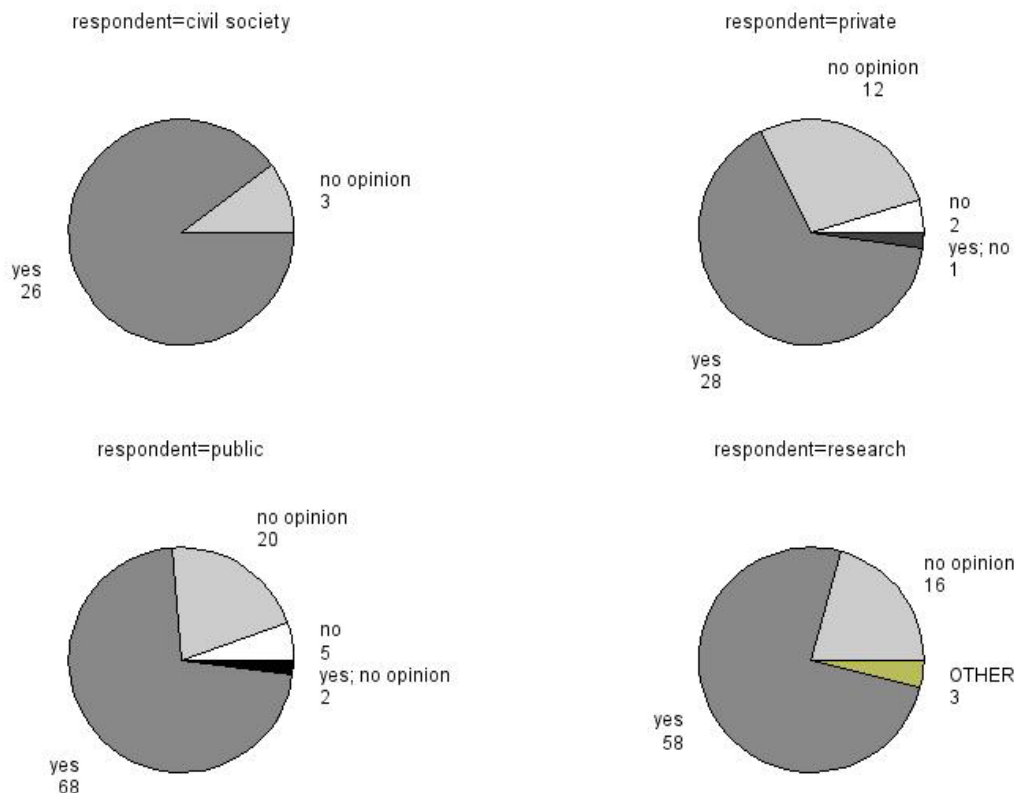 respondent=civil society
no opinion
3
yes
26
respondent=private
no opinion
12
no
2
yes; no
1
yes
28
respondent=public
no opinion
20
no
5
yes; no opinion
2
yes
68
respondent=research
no opinion
16
OTHER
3
yes
58